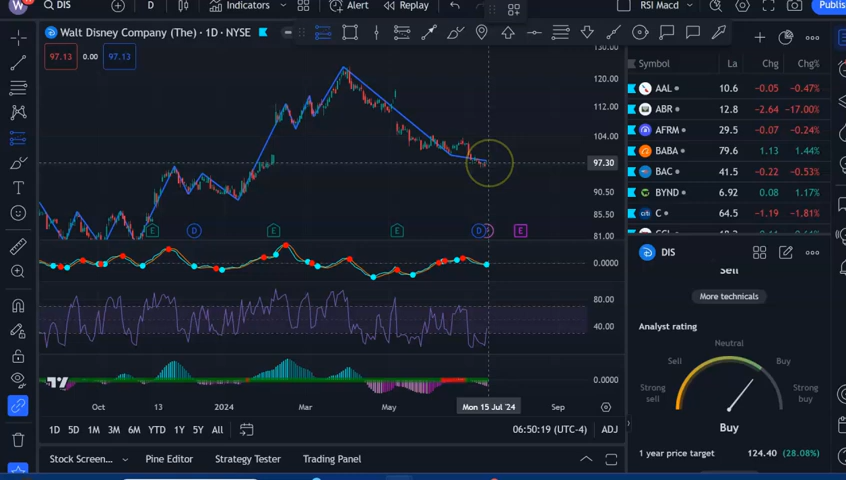 W DIS D Indicators Alert Replay RSI Macd Publis
Walt Disney Company (The) · 1D · NYSE
97.13 0.00 97.13
130.00
120.00
112.00
104.00
97.30
90.50
85.50
81.00
E D E E D E
0.0000
80.00
40.00
0.0000
Oct 13 2024 Mar May Mon 15 Jul '24 Sep
1D 5D 1M 3M 6M YTD 1Y 5Y All 06:50:19 (UTC-4) ADJ
Stock Screen... Pine Editor Strategy Tester Trading Panel
Symbol La Chg Chg%
AAL 10.6 -0.05 -0.47%
ABR 12.8 -2.64 -17.00%
AFRM 29.5 -0.07 -0.24%
BABA 79.6 1.13 1.44%
BAC 41.5 -0.22 -0.53%
BYND 6.92 0.08 1.17%
C 64.5 -1.19 -1.81%
DIS
Sell
More technicals
Analyst rating
Neutral
Sell Buy
Strong sell Strong buy
Buy
1 year price target 124.40 (28.08%)